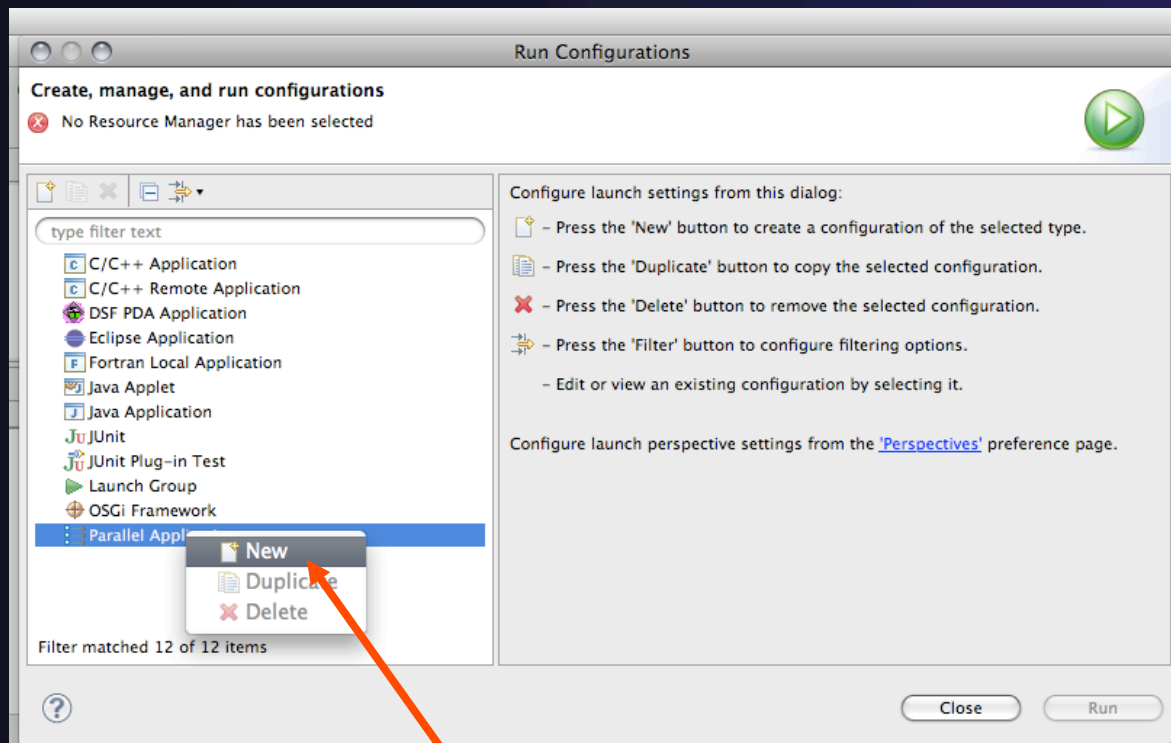 Run Configurations
Create, manage, and run configurations
No Resource Manager has been selected
type filter text
C/C++ Application
C/C++ Remote Application
DSF PDA Application
Eclipse Application
Fortran Local Application
Java Applet
Java Application
JUnit
JUnit Plug-in Test
Launch Group
OSGi Framework
Parallel
New
Duplicate
Delete
Filter matched 12 of 12 items
Configure launch settings from this dialog:
– Press the 'New' button to create a configuration of the selected type.
– Press the 'Duplicate' button to copy the selected configuration.
– Press the 'Delete' button to remove the selected configuration.
– Press the 'Filter' button to configure filtering options.
– Edit or view an existing configuration by selecting it.
Configure launch perspective settings from the 'Perspectives' preference page.
Close
Run